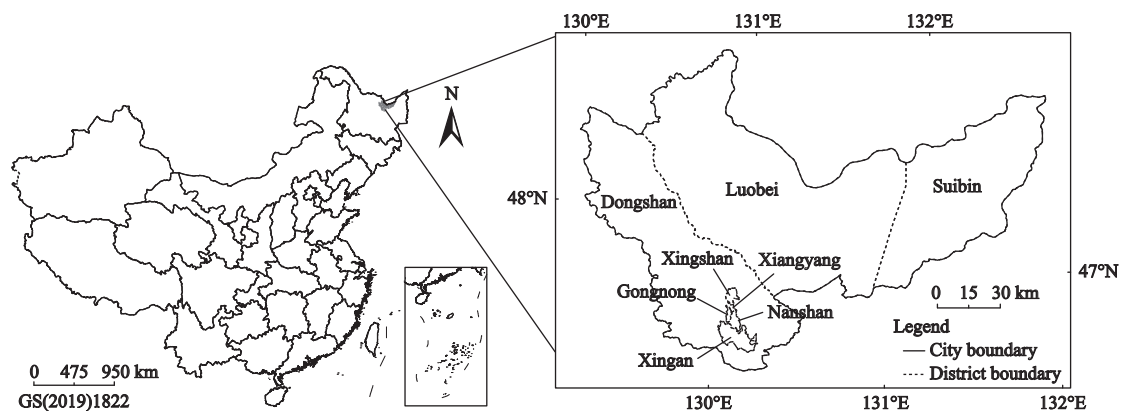 130°E 131°E 132°E
N
48°N
Dongshan
Luobei
Suibin
Xingshan
Xiangyang
Gongnong
Nanshan
Xingan
47°N
0 15 30 km
Legend
City boundary
District boundary
0 475 950 km
GS(2019)1822
130°E 131°E 132°E